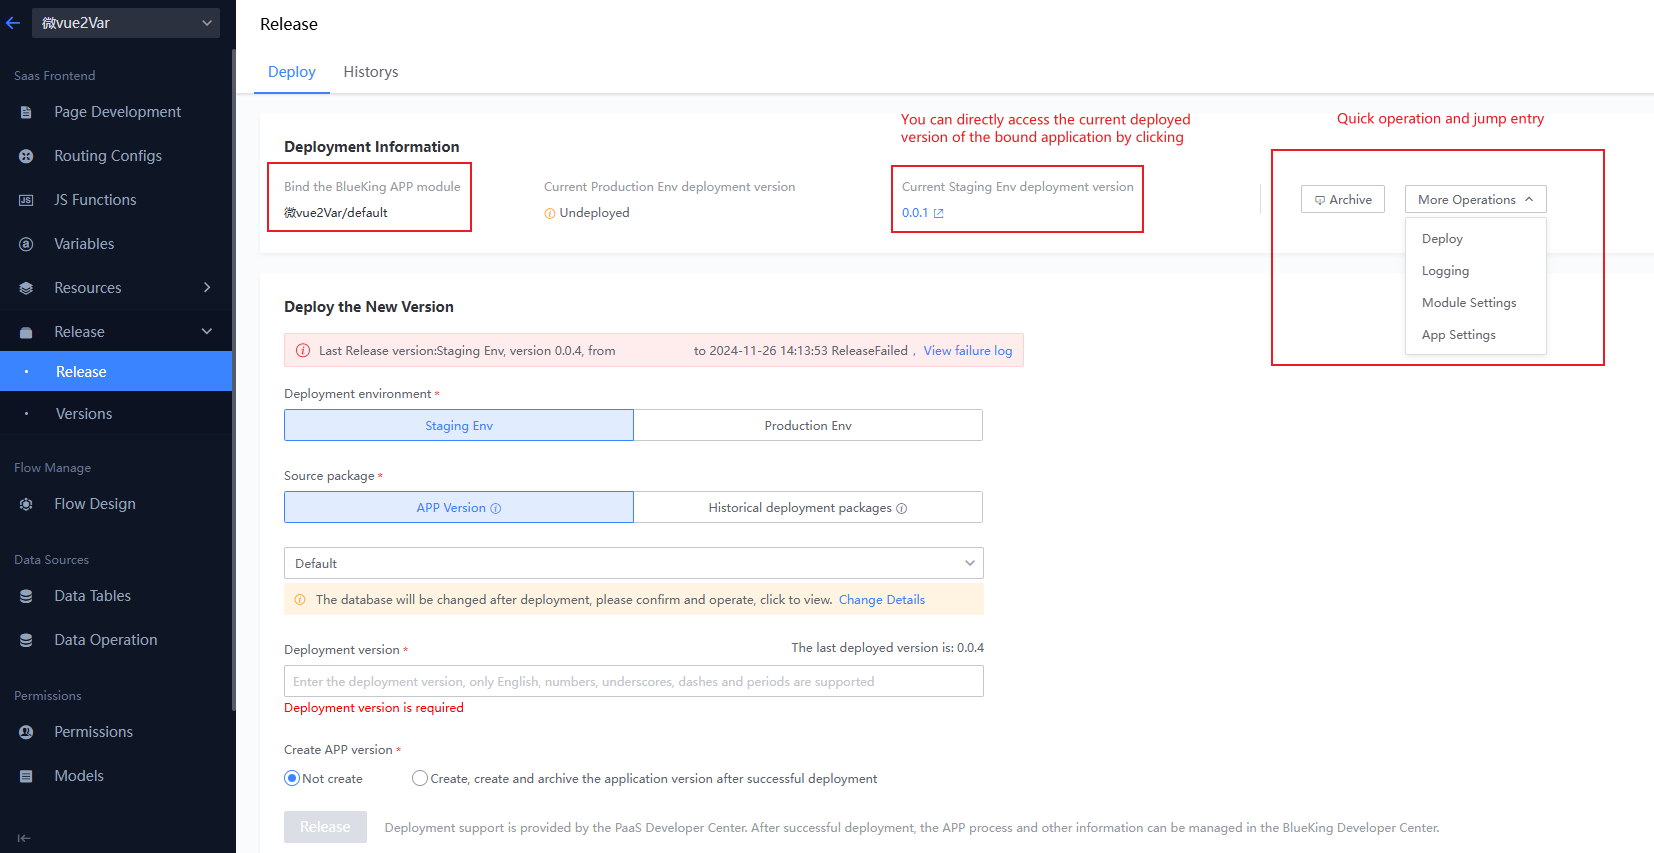 微vue2Var
Saas Frontend
Page Development
Routing Configs
JS Functions
Variables
Resources
Release
Release
Versions
Flow Manage
Flow Design
Data Sources
Data Tables
Data Operation
Permissions
Permissions
Models
Release
Deploy
Historys
You can directly access the current deployed
version of the bound application by clicking
Quick operation and jump entry
Deployment Information
Bind the BlueKing APP module
微vue2Var/default
Current Production Env deployment version
Undeployed
Current Staging Env deployment version
0.0.1
Archive
More Operations
Deploy
Logging
Module Settings
App Settings
Deploy the New Version
Last Release version:Staging Env, version 0.0.4, from to 2024-11-26 14:13:53 ReleaseFailed， View failure log
Deployment environment *
Staging Env
Production Env
Source package *
APP Version
Historical deployment packages
Default
The database will be changed after deployment, please confirm and operate, click to view. Change Details
Deployment version *
The last deployed version is: 0.0.4
Enter the deployment version, only English, numbers, underscores, dashes and periods are supported
Deployment version is required
Create APP version *
Not create
Create, create and archive the application version after successful deployment
Release
Deployment support is provided by the PaaS Developer Center. After successful deployment, the APP process and other information can be managed in the BlueKing Developer Center.